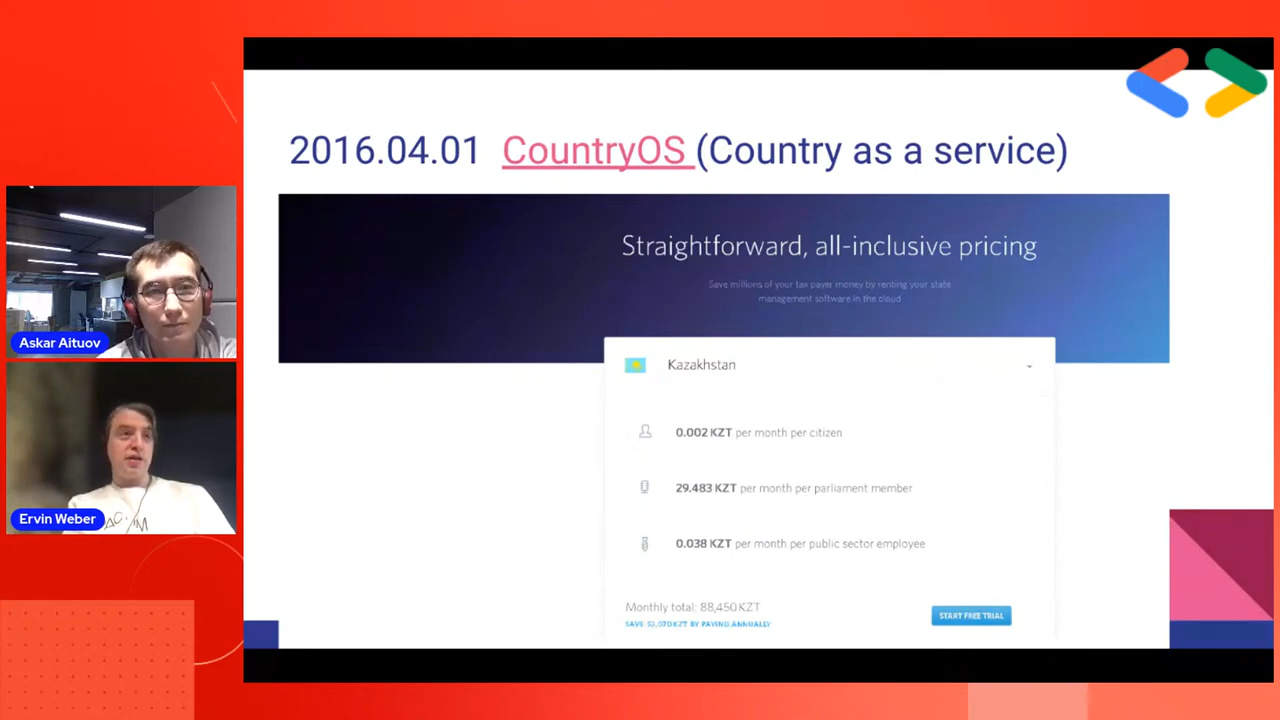 2016.04.01 CountryOS (Country as a service)
Straightforward, all-inclusive pricing
Save millions of your tax payer money by renting your state
management software in the cloud
Kazakhstan
0.002 KZT per month per citizen
29.483 KZT per month per parliament member
0.038 KZT per month per public sector employee
Monthly total: 88,450 KZT
BY PAYING ANNUALLY
START FREE TRIAL
Askar Aituov
Ervin Weber